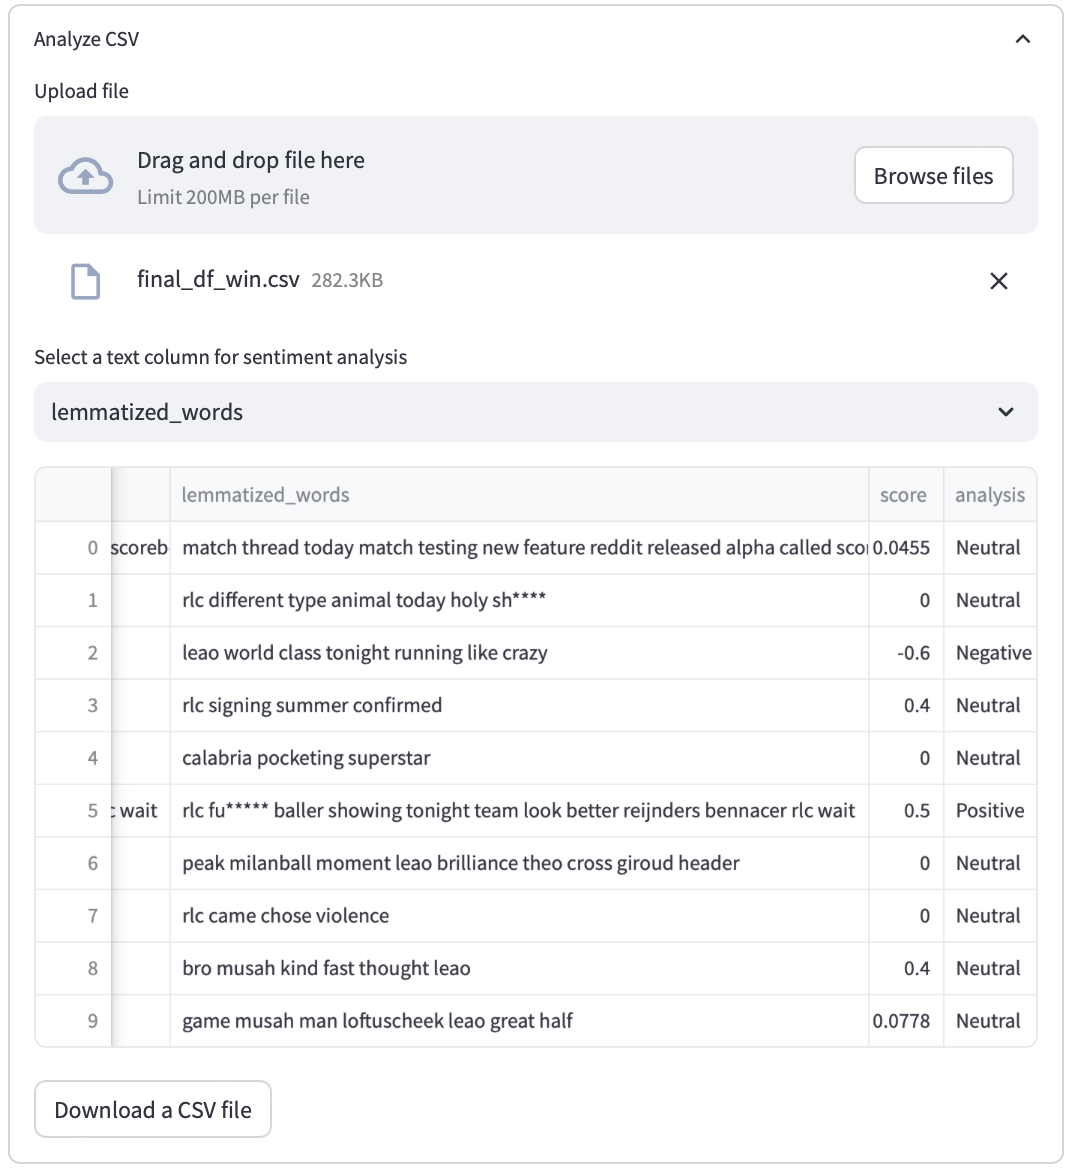 Analyze CSV
Upload file
Drag and drop file here
Limit 200MB per file
Browse files
final_df_win.csv 282.3KB
Select a text column for sentiment analysis
lemmatized_words
lemmatized_words score analysis
0 scoreb match thread today match testing new feature reddit released alpha called scor 0.0455 Neutral
1 rlc different type animal today holy sh**** 0 Neutral
2 leao world class tonight running like crazy -0.6 Negative
3 rlc signing summer confirmed 0.4 Neutral
4 calabria pocketing superstar 0 Neutral
5 c wait rlc fu***** baller showing tonight team look better reijnders bennacer rlc wait 0.5 Positive
6 peak milanball moment leao brilliance theo cross giroud header 0 Neutral
7 rlc came chose violence 0 Neutral
8 bro musah kind fast thought leao 0.4 Neutral
9 game musah man loftuscheek leao great half 0.0778 Neutral
Download a CSV file